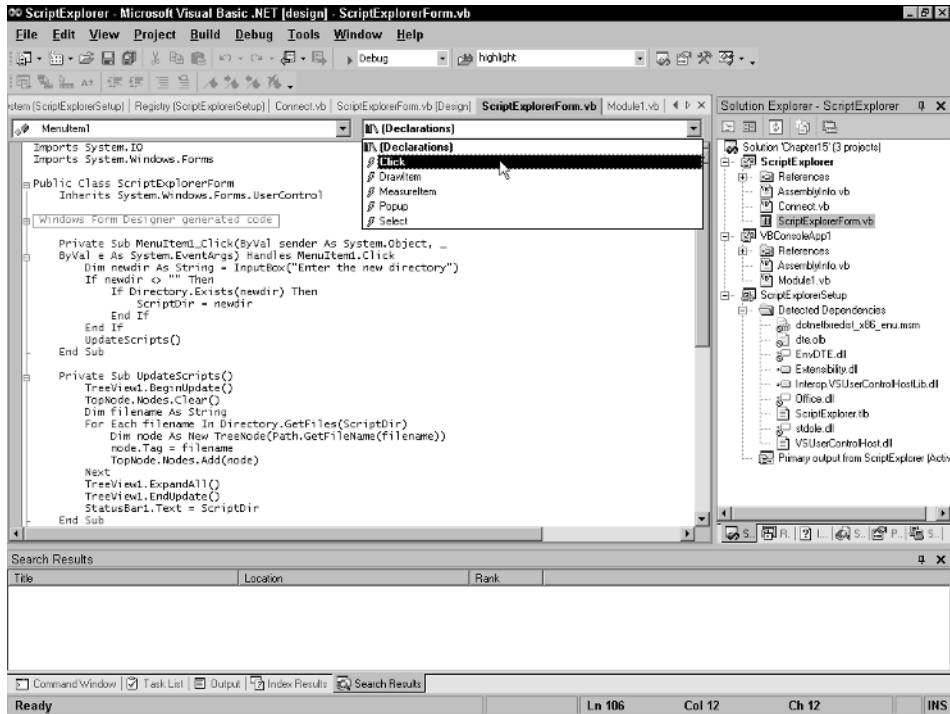 ScriptExplorer - Microsoft Visual Basic .NET [design] - ScriptExplorerForm.vb
File Edit View Project Build Debug Tools Window Help
Debug highlight
stem (ScriptExplorerSetup) Registry (ScriptExplorerSetup) Connect.vb ScriptExplorerForm.vb [Design] ScriptExplorerForm.vb Module1.vb
MenuItem1 (Declarations)
(Declarations)
Click
DrawItem
MeasureItem
Popup
Select
Imports System.IO
Imports System.Windows.Forms
Public Class ScriptExplorerForm
Inherits System.Windows.Forms.UserControl
Windows Form Designer generated code
Private Sub MenuItem1_Click(ByVal sender As System.Object, _
ByVal e As System.EventArgs) Handles MenuItem1.Click
Dim newdir As String = InputBox("Enter the new directory")
If newdir <> "" Then
If Directory.Exists(newdir) Then
ScriptDir = newdir
End If
End If
UpdateScripts()
End Sub
Private Sub UpdateScripts()
TreeView1.BeginUpdate()
TopNode.Nodes.Clear()
Dim filename As String
For Each filename In Directory.GetFiles(ScriptDir)
Dim node As New TreeNode(Path.GetFileName(filename))
node.Tag = filename
TopNode.Nodes.Add(node)
Next
TreeView1.ExpandAll()
TreeView1.EndUpdate()
StatusBar1.Text = ScriptDir
End Sub
Solution Explorer - ScriptExplorer
Solution 'Chapter15' (3 projects)
ScriptExplorer
References
AssemblyInfo.vb
Connect.vb
ScriptExplorerForm.vb
VBConsoleApp1
References
AssemblyInfo.vb
Module1.vb
ScriptExplorerSetup
Detected Dependencies
dotnetfxredist_x86_enu.msm
dte.olb
EnvDTE.dll
Extensibility.dll
Interop.VSUserControlHostLib.dll
Office.dll
ScriptExplorer.tlb
stdole.dll
VSUserControlHost.dll
Primary output from ScriptExplorer (Activ
S... R... I... S... P... S...
Search Results
Title Location Rank
Command Window Task List Output Index Results Search Results
Ready Ln 106 Col 12 Ch 12 INS